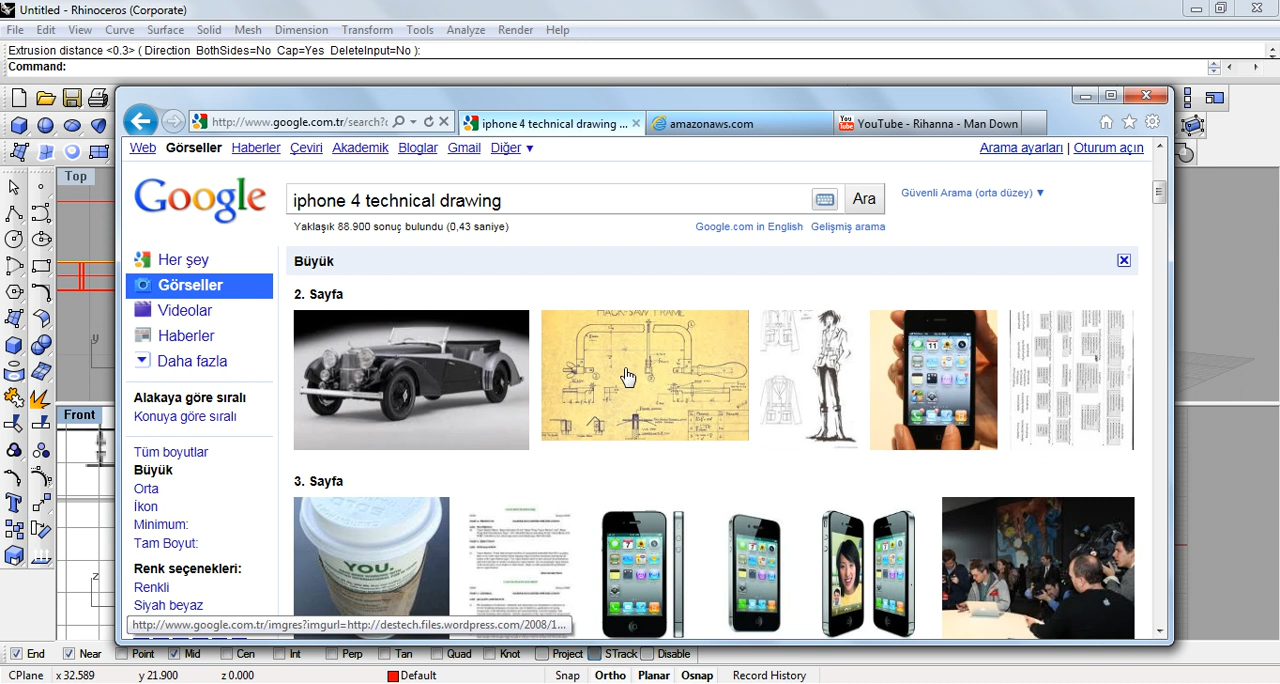 Untitled - Rhinoceros (Corporate)
File Edit View Curve Surface Solid Mesh Dimension Transform Tools Analyze Render Help
Extrusion distance <0.3> ( Direction BothSides=No Cap=Yes DeleteInput=No ):
Command:
http://www.google.com.tr/search?c
iphone 4 technical drawing ...
amazonaws.com
YouTube - Rihanna - Man Down
Web Görseller Haberler Çeviri Akademik Bloglar Gmail Diğer ▼
Arama ayarları | Oturum açın
Top
Google
iphone 4 technical drawing
Ara
Güvenli Arama (orta düzey) ▼
Yaklaşık 88.900 sonuç bulundu (0,43 saniye)
Google.com in English Gelişmiş arama
Her şey
Görseller
Videolar
Haberler
Daha fazla
Büyük
2. Sayfa
HACK-SAW FRAME
Alakaya göre sıralı
Konuya göre sıralı
Front
Tüm boyutlar
Büyük
Orta
İkon
Minimum:
Tam Boyut:
Renk seçenekleri:
Renkli
Siyah beyaz
3. Sayfa
YOU
http://www.google.com.tr/imgres?imgurl=http://destech.files.wordpress.com/2008/1...
End Near Point Mid Cen Int Perp Tan Quad Knot Project STrack Disable
CPlane x 32.589 y 21.900 z 0.000 Default Snap Ortho Planar Osnap Record History